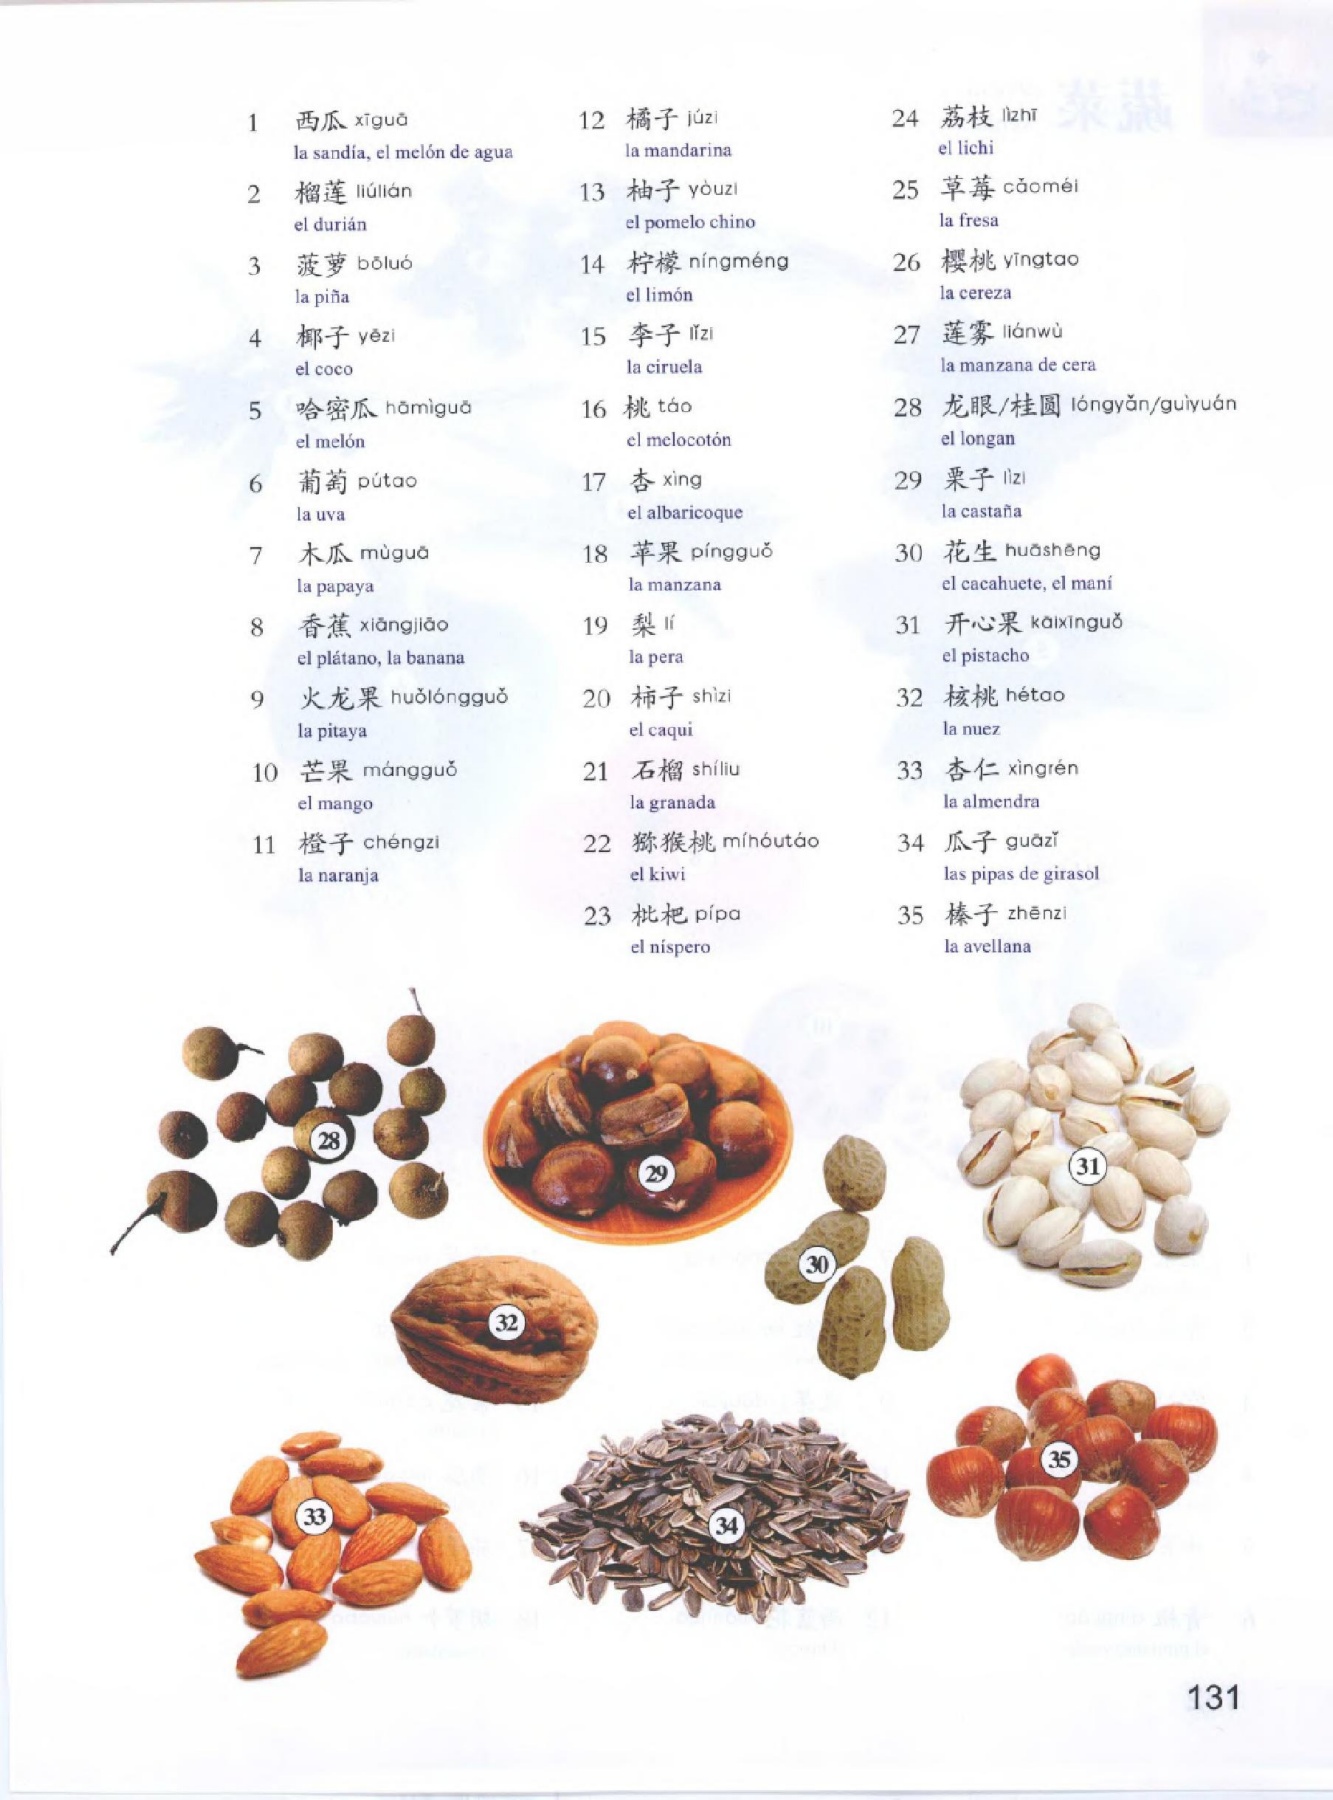 1 西瓜 xīguā
la sandía, el melón de agua
2 榴莲 liúlián
el durián
3 菠萝 bōluó
la piña
4 椰子 yēzi
el coco
5 哈密瓜 hāmìguā
el melón
6 葡萄 pútao
la uva
7 木瓜 mùguā
la papaya
8 香蕉 xiāngjiāo
el plátano, la banana
9 火龙果 huǒlóngguǒ
la pitaya
10 芒果 mángguǒ
el mango
11 橙子 chéngzi
la naranja
12 橘子 júzi
la mandarina
13 柚子 yòuzi
el pomelo chino
14 柠檬 níngméng
el limón
15 李子 lǐzi
la ciruela
16 桃 táo
el melocotón
17 杏 xìng
el albaricoque
18 苹果 píngguǒ
la manzana
19 梨 lí
la pera
20 柿子 shìzi
el caqui
21 石榴 shíliu
la granada
22 猕猴桃 míhóutáo
el kiwi
23 枇杷 pípa
el níspero
24 荔枝 lìzhī
el lichi
25 草莓 cǎoméi
la fresa
26 樱桃 yīngtao
la cereza
27 莲雾 liánwù
la manzana de cera
28 龙眼/桂圆 lóngyǎn/guìyuán
el longan
29 栗子 lìzi
la castaña
30 花生 huāshēng
el cacahuete, el maní
31 开心果 kāixīnguǒ
el pistacho
32 核桃 hétao
la nuez
33 杏仁 xìngrén
la almendra
34 瓜子 guāzǐ
las pipas de girasol
35 榛子 zhēnzi
la avellana
28
29
31
30
32
35
33
34
131